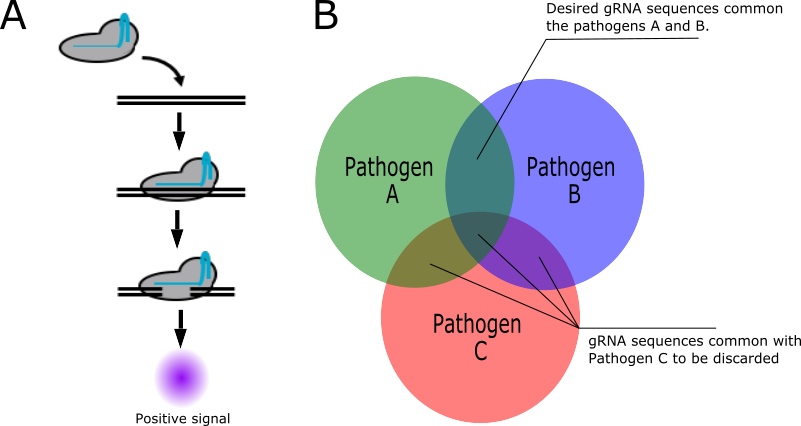 A
B
Desired gRNA sequences common
the pathogens A and B.
Pathogen
A
Pathogen
B
Pathogen
C
gRNA sequences common with
Pathogen C to be discarded
Positive signal